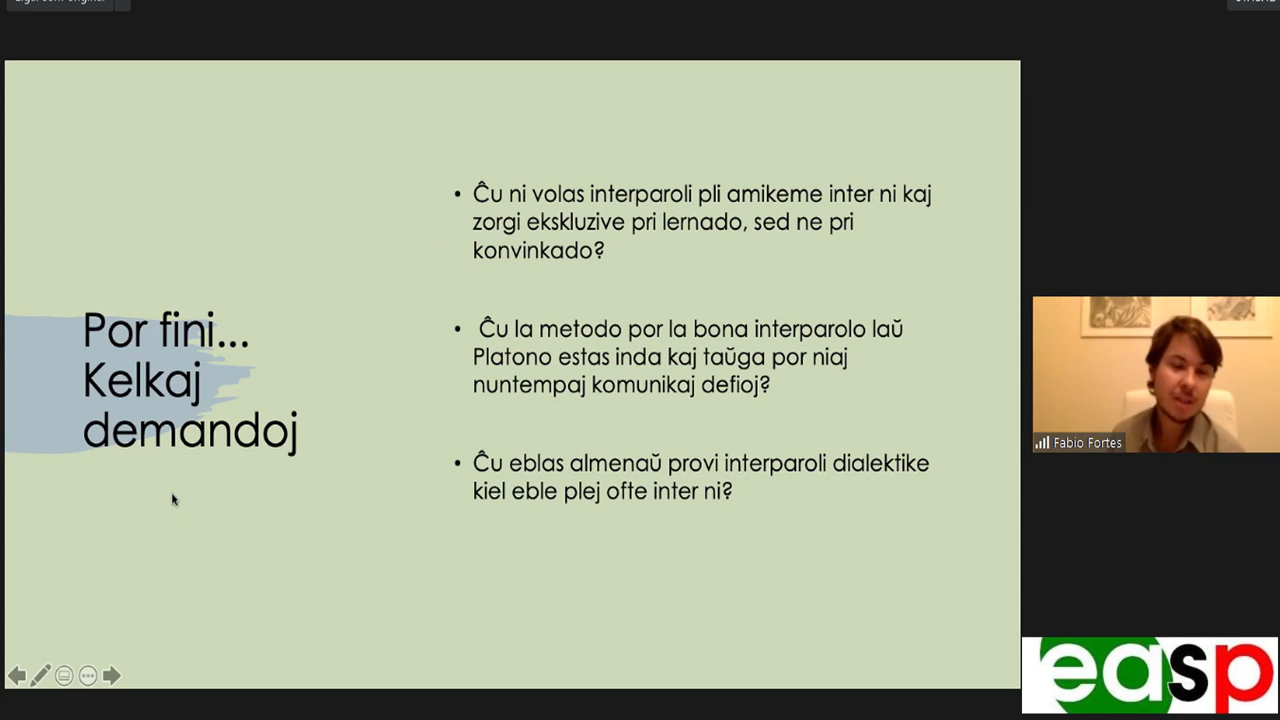 Por fini...
Kelkaj
demandoj
• Ĉu ni volas interparoli pli amikeme inter ni kaj
zorgi ekskluzive pri lernado, sed ne pri
konvinkado?
• Ĉu la metodo por la bona interparolo laŭ
Platono estas inda kaj taŭga por niaj
nuntempaj komunikaj defioj?
• Ĉu eblas almenaŭ provi interparoli dialektike
kiel eble plej ofte inter ni?
Fabio Fortes
easp